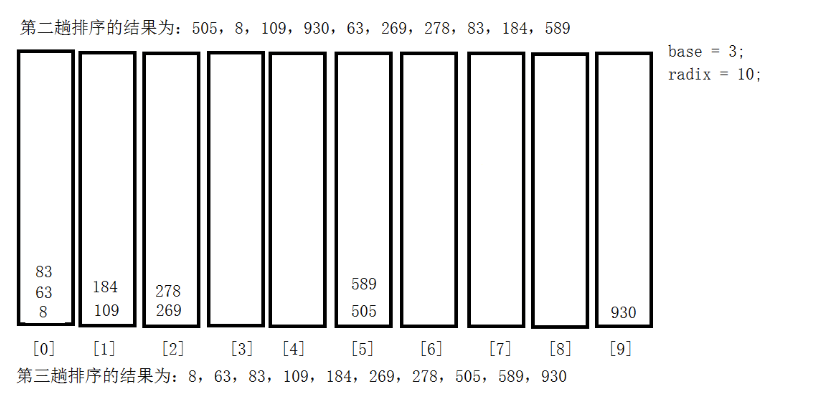 第二趟排序的结果为：505，8，109，930，63，269，278，83，184，589
base = 3;
radix = 10;
83
63
8
184
109
278
269
589
505
930
[0] [1] [2] [3] [4] [5] [6] [7] [8] [9]
第三趟排序的结果为：8，63，83，109，184，269，278，505，589，930